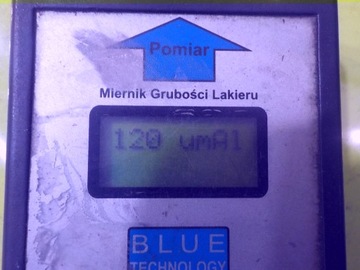 Pomiar
Miernik Grubości Lakieru
120 umAl
BLUE
TECHNOLOGY